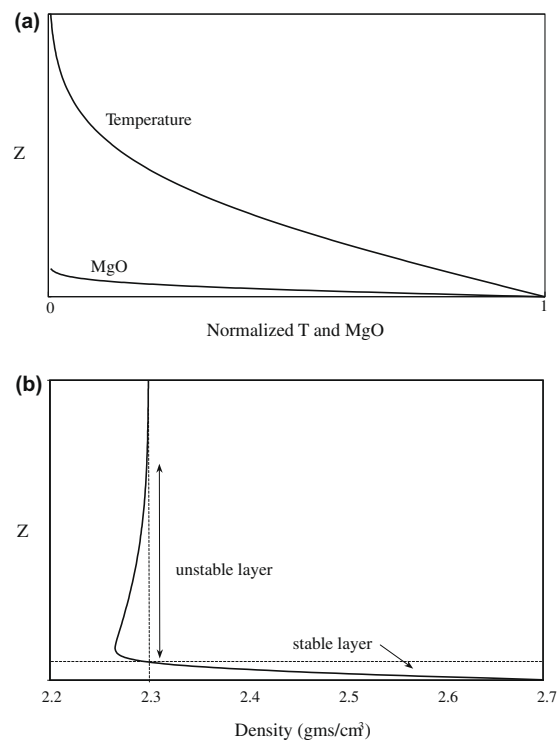 (a)
Temperature
Z
MgO
0
1
Normalized T and MgO
(b)
Z
unstable layer
stable layer
2.2
2.3
2.4
2.5
2.6
2.7
Density (gms/cm³)